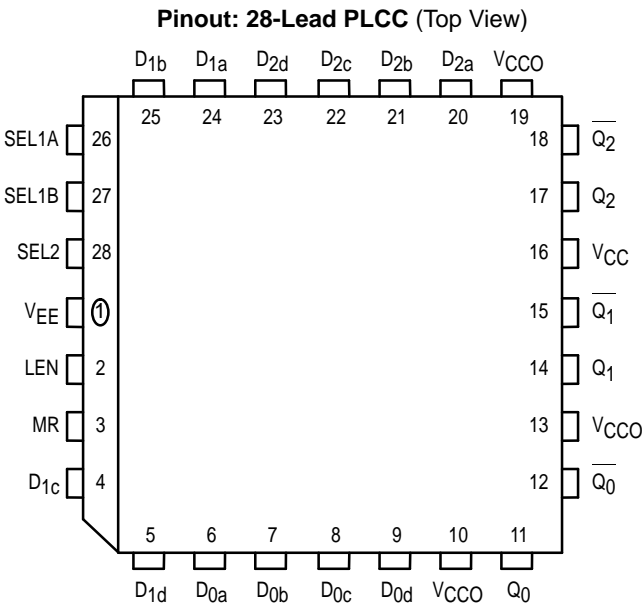 Pinout: 28-Lead PLCC (Top View)
D1b D1a D2d D2c D2b D2a VCCO
25 24 23 22 21 20 19
SEL1A 26 18 Q̅2
SEL1B 27 17 Q2
SEL2 28 16 VCC
VEE 1 15 Q̅1
LEN 2 14 Q1
MR 3 13 VCCO
D1c 4 12 Q̅0
5 6 7 8 9 10 11
D1d D0a D0b D0c D0d VCCO Q0